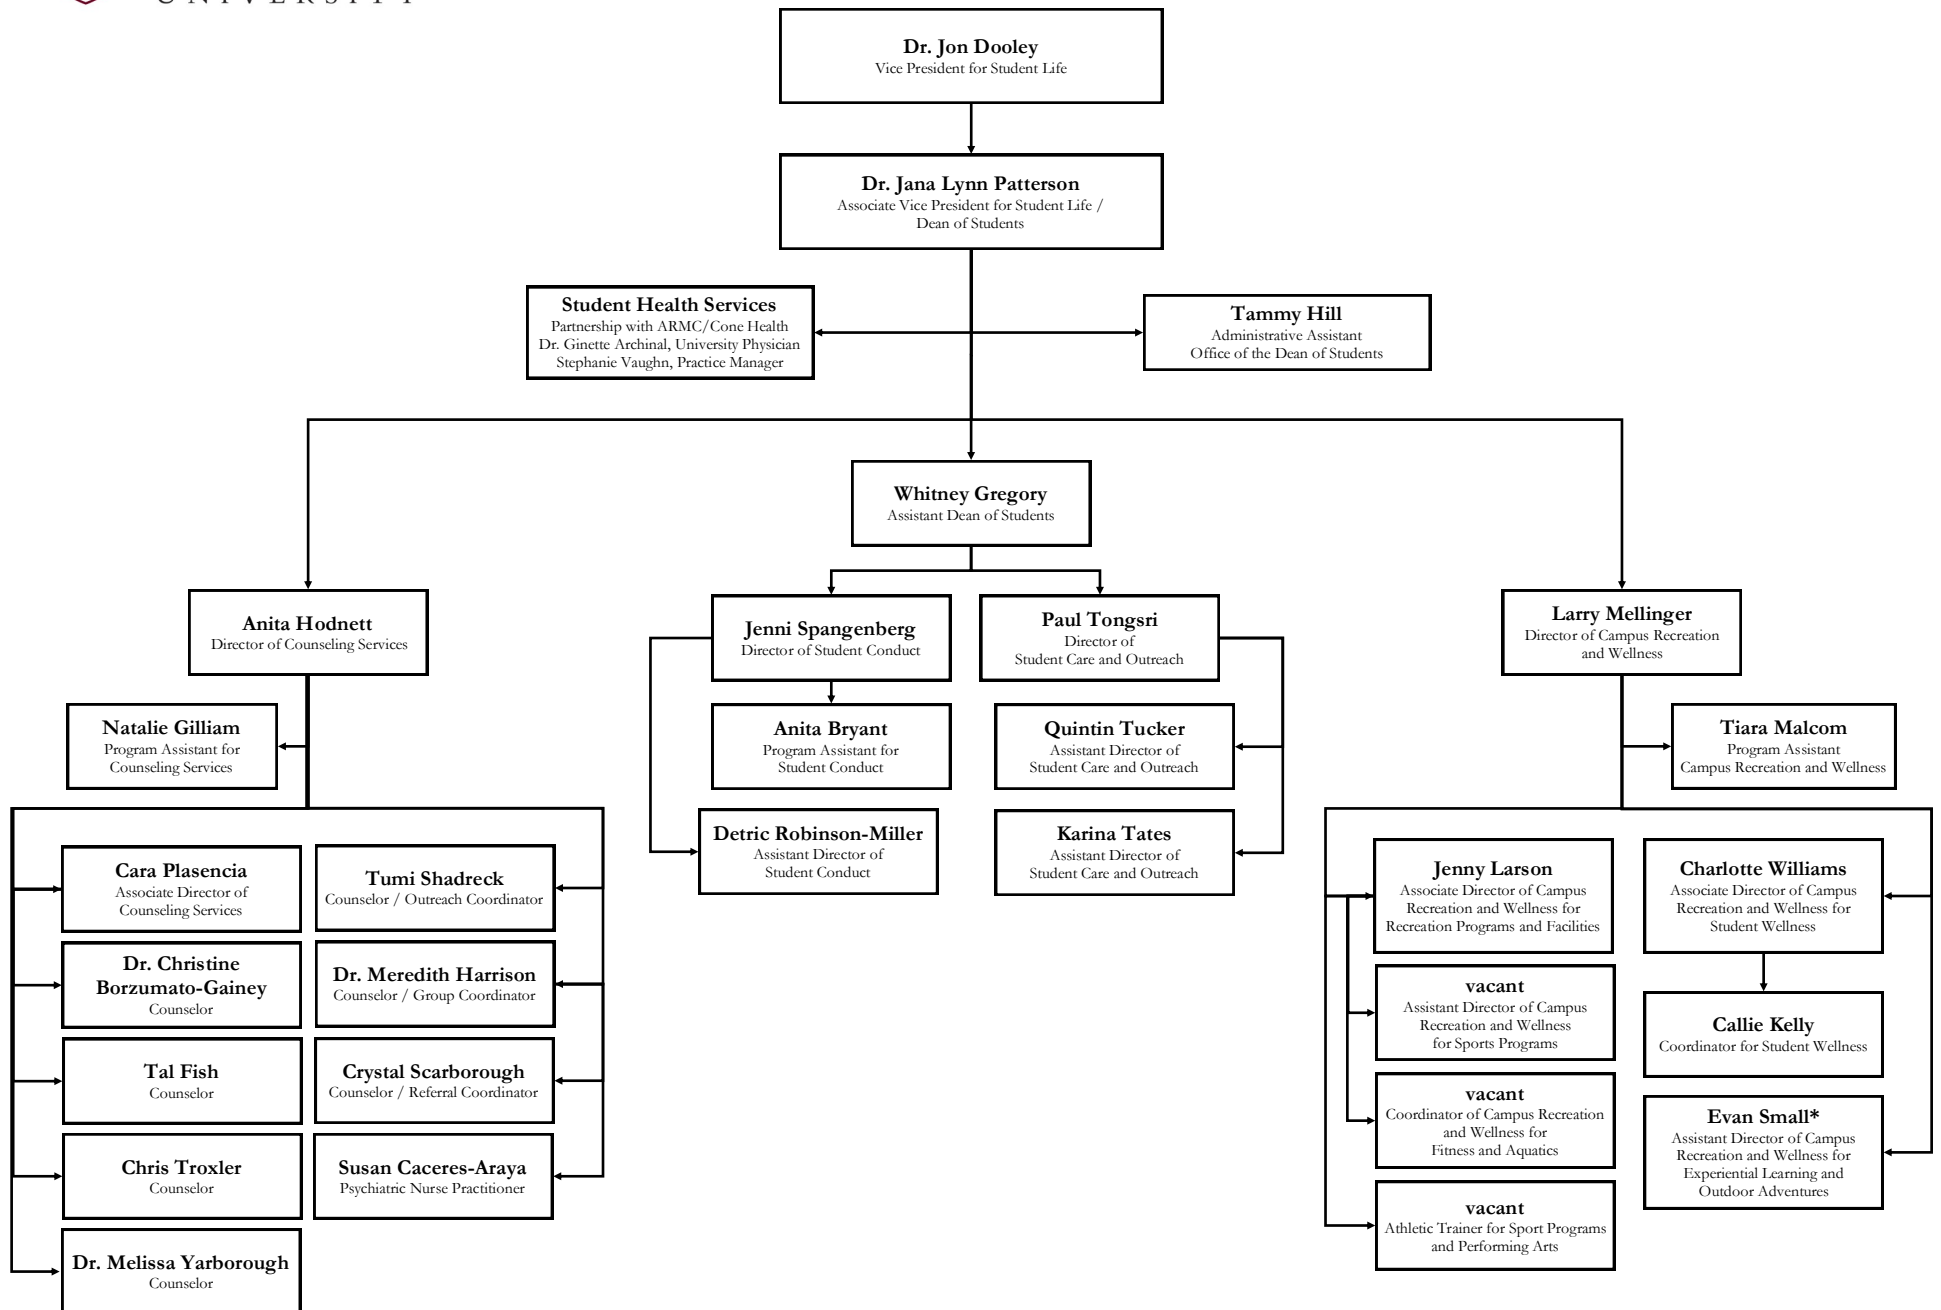 Dr. Jon Dooley
Vice President for Student Life
Dr. Jana Lynn Patterson
Associate Vice President for Student Life /
Dean of Students
Student Health Services
Partnership with ARMC/Cone Health
Dr. Ginette Archinal, University Physician
Stephanie Vaughn, Practice Manager
Tammy Hill
Administrative Assistant
Office of the Dean of Students
Whitney Gregory
Assistant Dean of Students
Anita Hodnett
Director of Counseling Services
Natalie Gilliam
Program Assistant for
Counseling Services
Cara Plasencia
Associate Director of
Counseling Services
Dr. Christine
Borzumato-Gainey
Counselor
Tal Fish
Counselor
Chris Troxler
Counselor
Dr. Melissa Yarborough
Counselor
Tumi Shadreck
Counselor / Outreach Coordinator
Dr. Meredith Harrison
Counselor / Group Coordinator
Crystal Scarborough
Counselor / Referral Coordinator
Susan Caceres-Araya
Psychiatric Nurse Practitioner
Jenni Spangenberg
Director of Student Conduct
Anita Bryant
Program Assistant for
Student Conduct
Detric Robinson-Miller
Assistant Director of
Student Conduct
Paul Tongsri
Director of
Student Care and Outreach
Quintin Tucker
Assistant Director of
Student Care and Outreach
Karina Tates
Assistant Director of
Student Care and Outreach
Larry Mellinger
Director of Campus Recreation
and Wellness
Tiara Malcom
Program Assistant
Campus Recreation and Wellness
Jenny Larson
Associate Director of Campus
Recreation and Wellness for
Recreation Programs and Facilities
vacant
Assistant Director of Campus
Recreation and Wellness
for Sports Programs
vacant
Coordinator of Campus Recreation
and Wellness for
Fitness and Aquatics
vacant
Athletic Trainer for Sport Programs
and Performing Arts
Charlotte Williams
Associate Director of Campus
Recreation and Wellness for
Student Wellness
Callie Kelly
Coordinator for Student Wellness
Evan Small*
Assistant Director of Campus
Recreation and Wellness for
Experiential Learning and
Outdoor Adventures